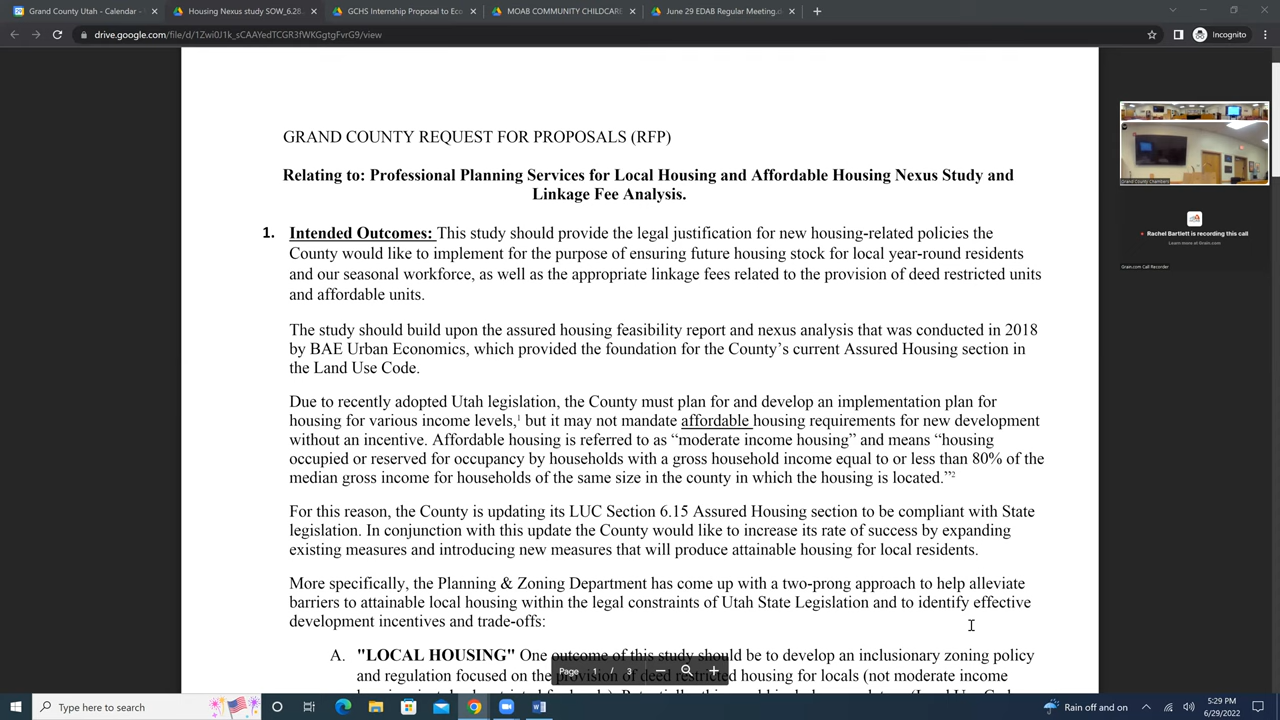 Grand County, Utah - Calendar -
Housing Nexus study SOW_6.28.
GCHS Internship Proposal to Eco
MOAB COMMUNITY CHILDCARE
June 29 EDAB Regular Meeting.d
drive.google.com/file/d/1Zwi0J1k_sCAAYedTCGR3fWKGgtgFvrG9/view
Incognito
GRAND COUNTY REQUEST FOR PROPOSALS (RFP)
Relating to: Professional Planning Services for Local Housing and Affordable Housing Nexus Study and
Linkage Fee Analysis.
1. Intended Outcomes: This study should provide the legal justification for new housing-related policies the
County would like to implement for the purpose of ensuring future housing stock for local year-round residents
and our seasonal workforce, as well as the appropriate linkage fees related to the provision of deed restricted units
and affordable units.
The study should build upon the assured housing feasibility report and nexus analysis that was conducted in 2018
by BAE Urban Economics, which provided the foundation for the County's current Assured Housing section in
the Land Use Code.
Due to recently adopted Utah legislation, the County must plan for and develop an implementation plan for
housing for various income levels,1 but it may not mandate affordable housing requirements for new development
without an incentive. Affordable housing is referred to as “moderate income housing” and means “housing
occupied or reserved for occupancy by households with a gross household income equal to or less than 80% of the
median gross income for households of the same size in the county in which the housing is located.”2
For this reason, the County is updating its LUC Section 6.15 Assured Housing section to be compliant with State
legislation. In conjunction with this update the County would like to increase its rate of success by expanding
existing measures and introducing new measures that will produce attainable housing for local residents.
More specifically, the Planning & Zoning Department has come up with a two-prong approach to help alleviate
barriers to attainable local housing within the legal constraints of Utah State Legislation and to identify effective
development incentives and trade-offs:
A. "LOCAL HOUSING" One outcome of this study should be to develop an inclusionary zoning policy
and regulation focused on the provision of deed restricted housing for locals (not moderate income
Page 1 / 3
Grand County Chambers
Rachel Bartlett is recording this call
Learn more at Grain.com
Grain.com Call Recorder
Type here to search
Rain off and on
5:29 PM
6/29/2022